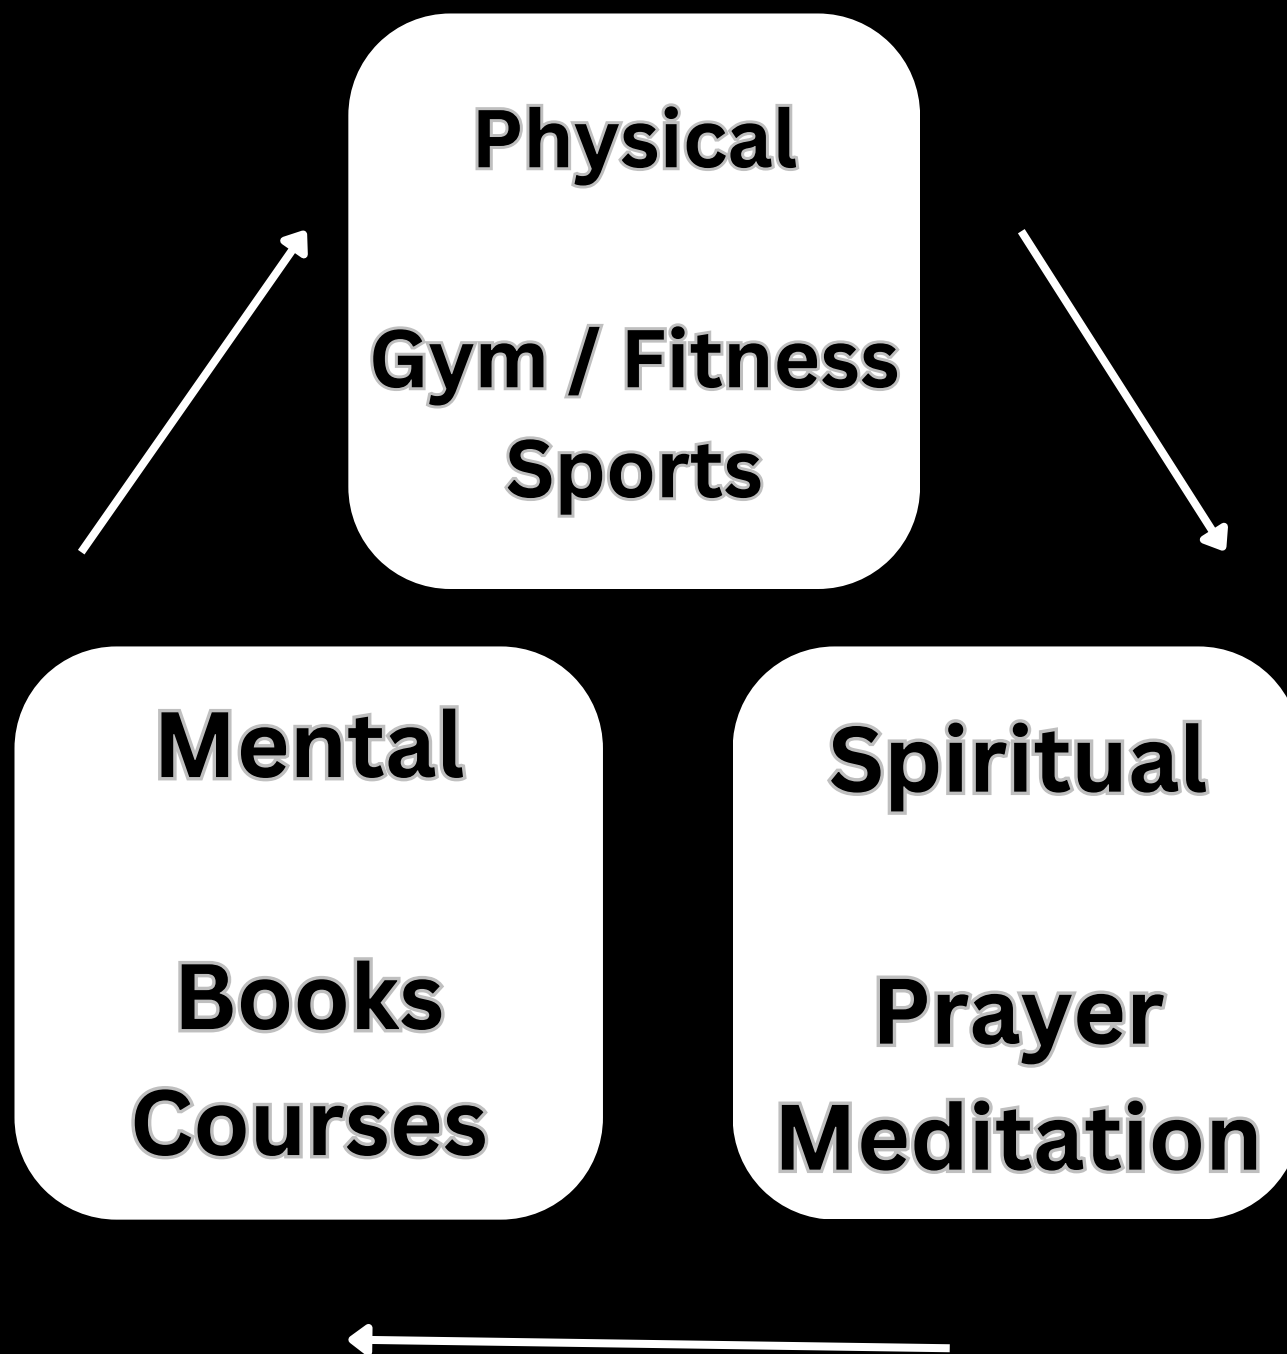 Physical
Gym / Fitness
Sports
Mental
Books
Courses
Spiritual
Prayer
Meditation